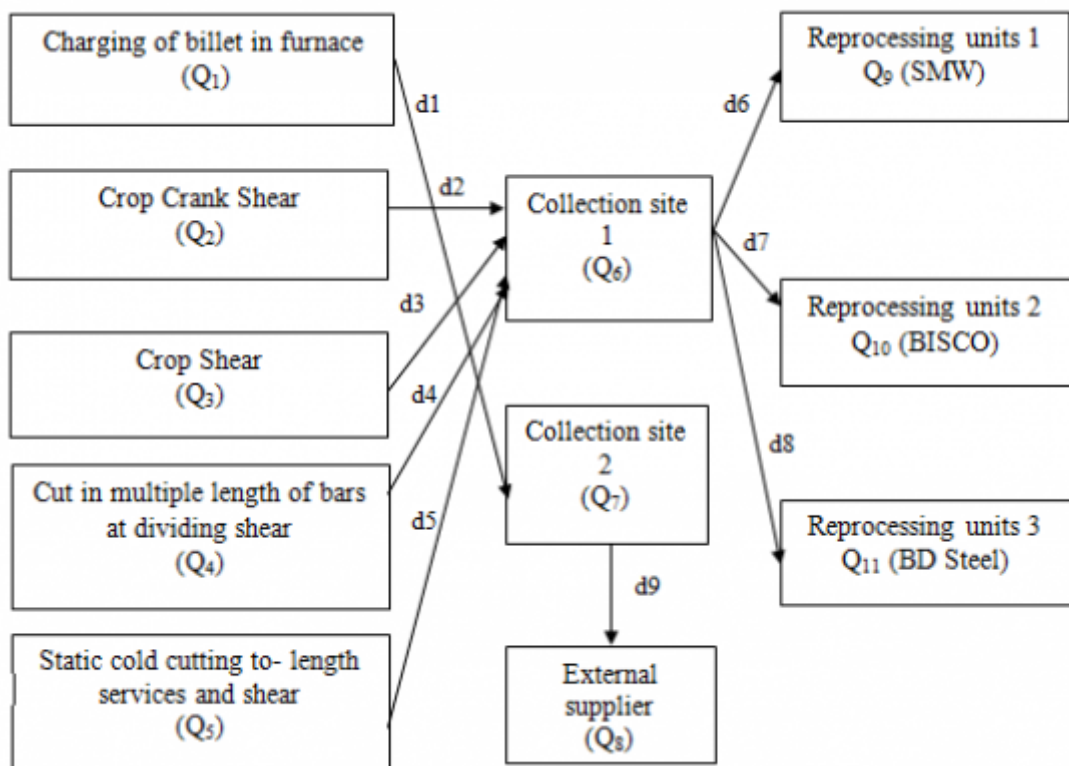 Charging of billet in furnace
(Q₁)
d1
Crop Crank Shear
(Q₂)
d2
Crop Shear
(Q₃)
d3
Cut in multiple length of bars
at dividing shear
(Q₄)
d4
Static cold cutting to- length
services and shear
(Q₅)
d5
Collection site
1
(Q₆)
Collection site
2
(Q₇)
d9
External
supplier
(Q₈)
d6
Reprocessing units 1
Q₉ (SMW)
d7
Reprocessing units 2
Q₁₀ (BISCO)
d8
Reprocessing units 3
Q₁₁ (BD Steel)